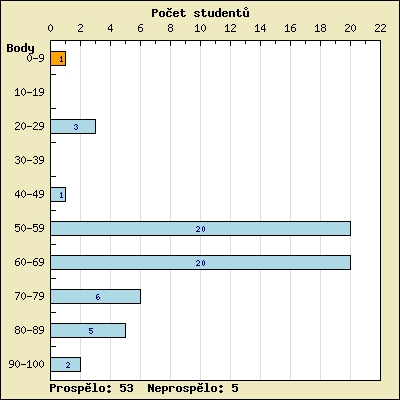 Počet studentů
0 2 4 6 8 10 12 14 16 18 20 22
Body
0-9 1
10-19
20-29 3
30-39
40-49 1
50-59 20
60-69 20
70-79 6
80-89 5
90-100 2
Prospělo: 53 Neprospělo: 5